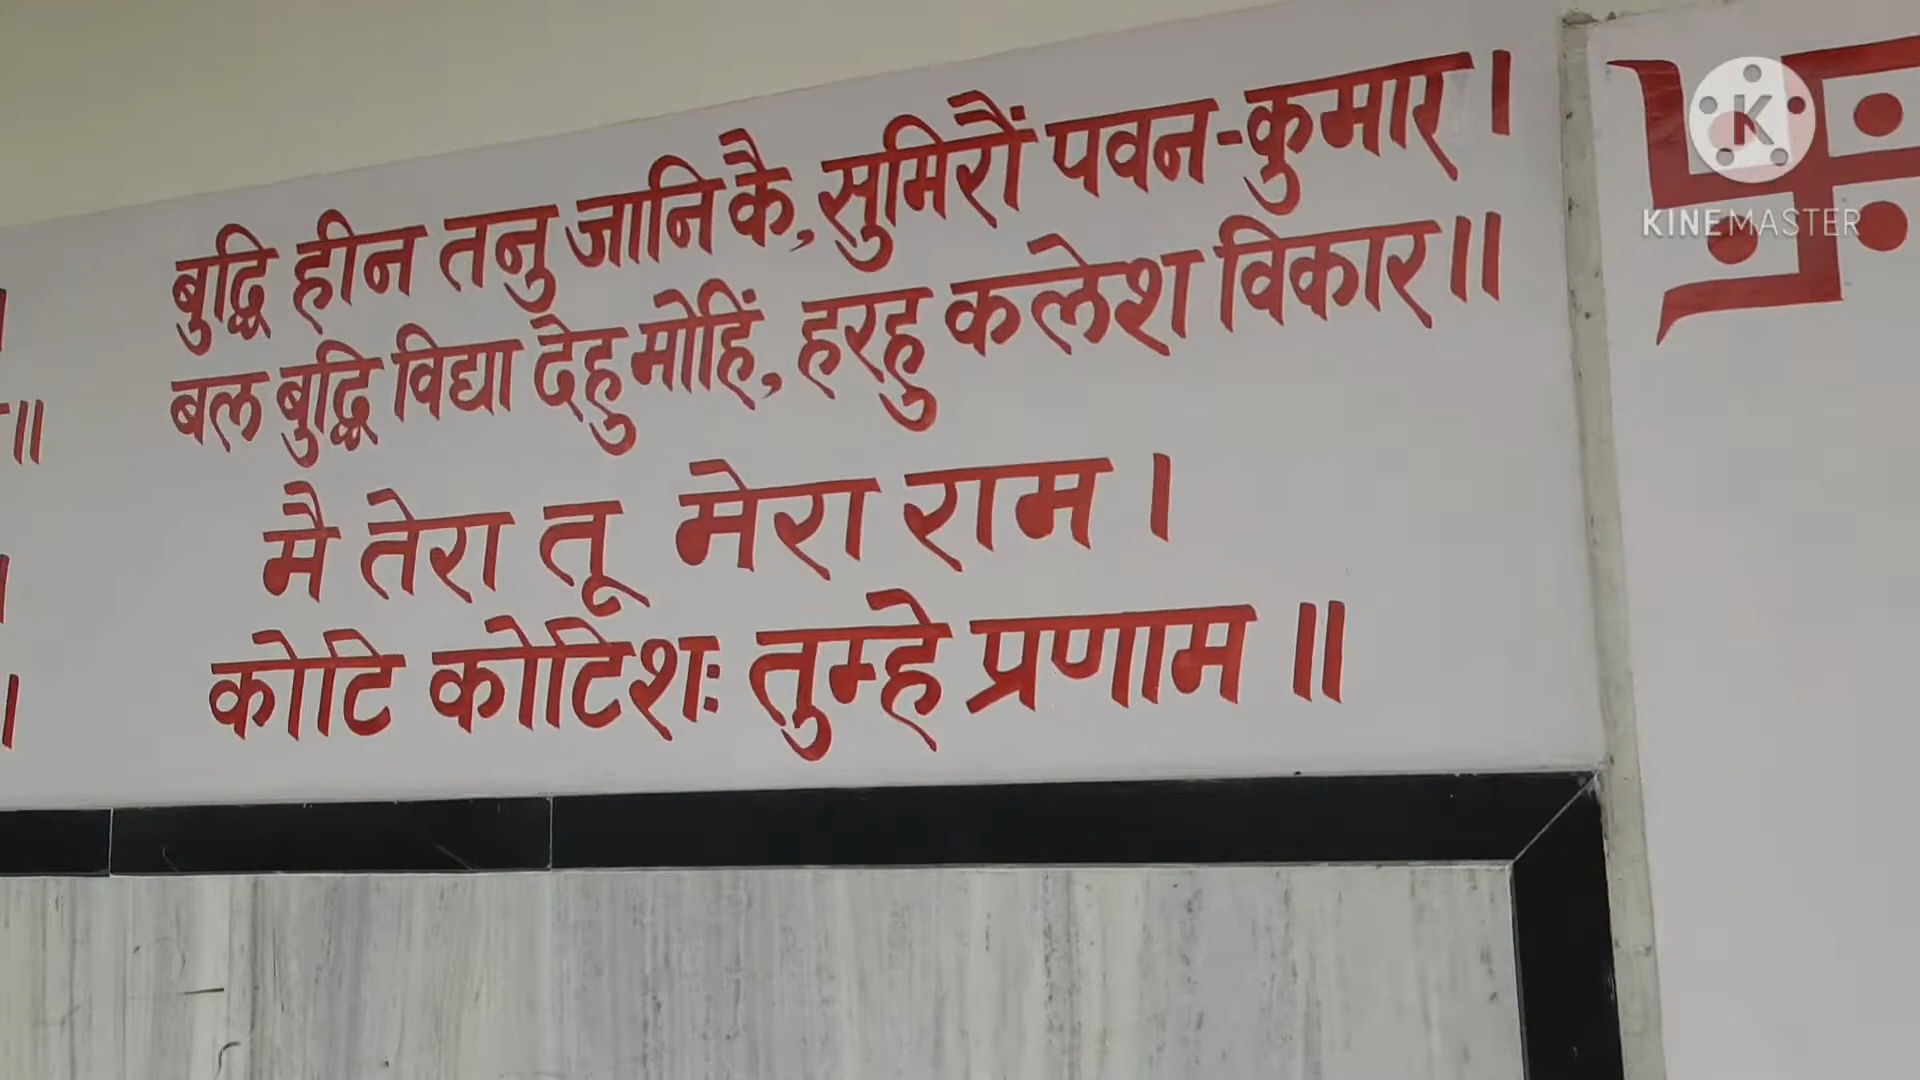 बुद्धि हीन तनु जानि कै, सुमिरौं पवन-कुमार।
बल बुद्धि विद्या देहु मोहिं, हरहु कलेश विकार॥
मै तेरा तू मेरा राम।
कोटि कोटिशः तुम्हे प्रणाम॥
K
KINEMASTER